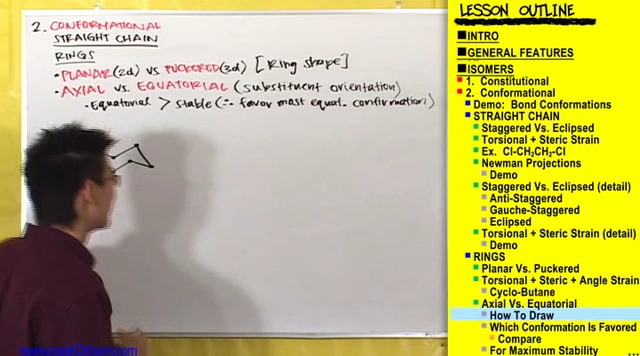 2. CONFORMATIONAL
STRAIGHT CHAIN
RINGS
• PLANAR (2d) vs PUCKERED (3d) [Ring Shape]
• AXIAL vs. EQUATORIAL (substituent orientation)
• Equatorial > stable (∴ favor most equat. confirmation)
LESSON OUTLINE
INTRO
GENERAL FEATURES
ISOMERS
1. Constitutional
2. Conformational
Demo: Bond Conformations
STRAIGHT CHAIN
Staggered Vs. Eclipsed
Torsional + Steric Strain
Ex. Cl-CH2CH2-Cl
Newman Projections
Demo
Staggered Vs. Eclipsed (detail)
Anti-Staggered
Gauche-Staggered
Eclipsed
Torsional + Steric Strain (detail)
Demo
RINGS
Planar Vs. Puckered
Torsional + Steric + Angle Strain
Cyclo-Butane
Axial Vs. Equatorial
How To Draw
Which Conformation Is Favored
Compare
For Maximum Stability ...